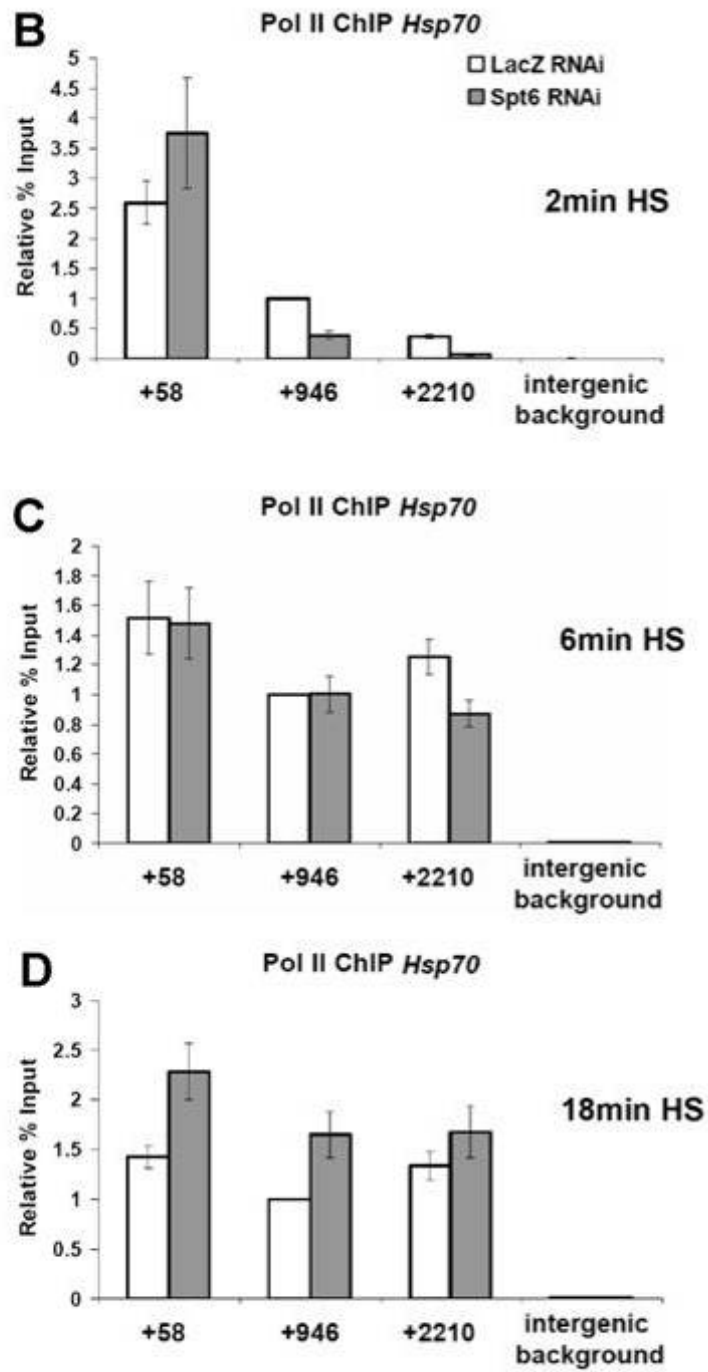 B
Pol II ChIP Hsp70
LacZ RNAi
Spt6 RNAi
2min HS
Relative % Input
5
4.5
4
3.5
3
2.5
2
1.5
1
0.5
0
+58 +946 +2210 intergenic
background
C
Pol II ChIP Hsp70
6min HS
Relative % Input
2
1.8
1.6
1.4
1.2
1
0.8
0.6
0.4
0.2
0
+58 +946 +2210 intergenic
background
D
Pol II ChIP Hsp70
18min HS
Relative % Input
3
2.5
2
1.5
1
0.5
0
+58 +946 +2210 intergenic
background